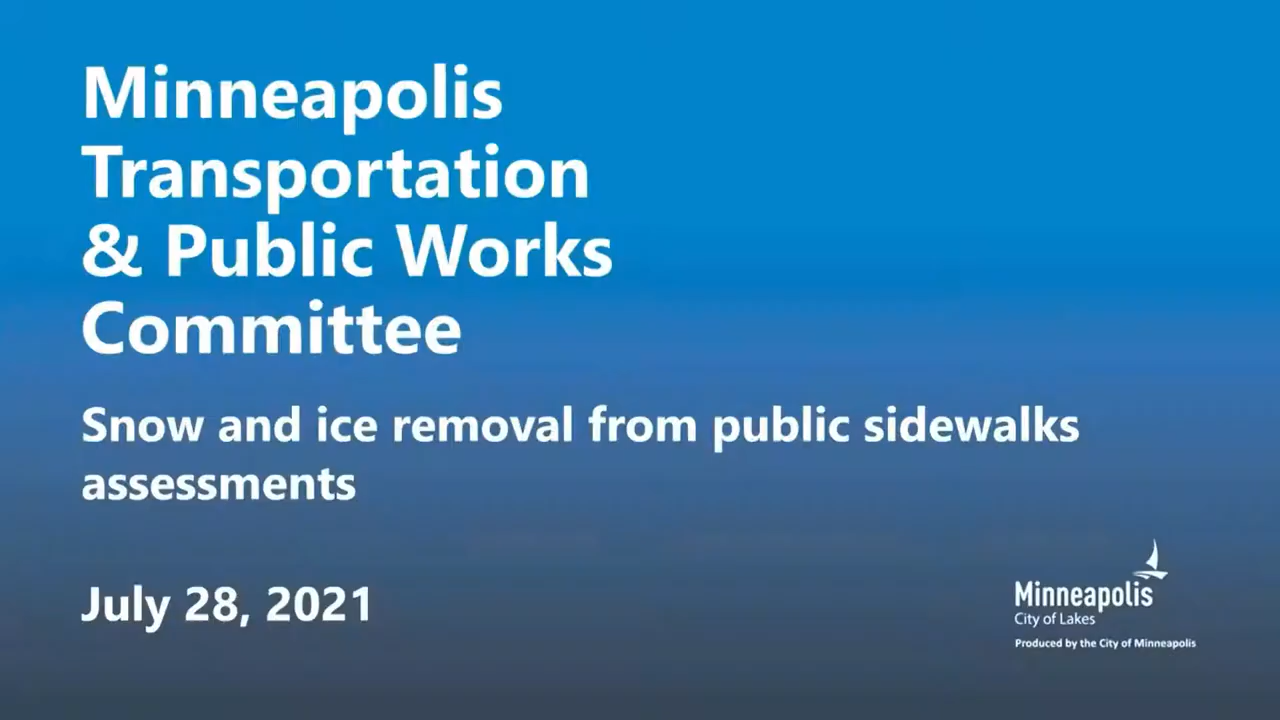 Minneapolis
Transportation
& Public Works
Committee
Snow and ice removal from public sidewalks
assessments
July 28, 2021
Minneapolis
City of Lakes
Produced by the City of Minneapolis